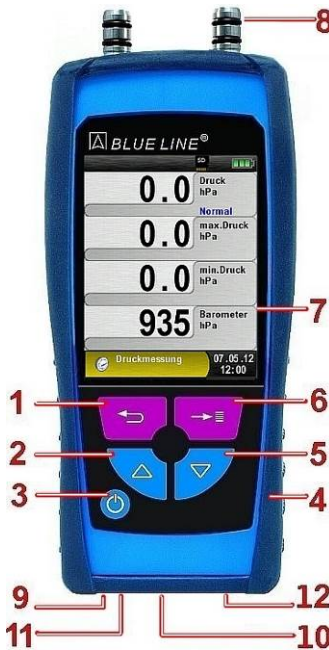 8
BLUE LINE®
SD
0.0 Druck hPa
Normal
0.0 max.Druck hPa
0.0 min.Druck hPa
935 Barometer hPa
7
Druckmessung 07.05.12 12:00
1
6
2
5
3
4
9
12
11
10